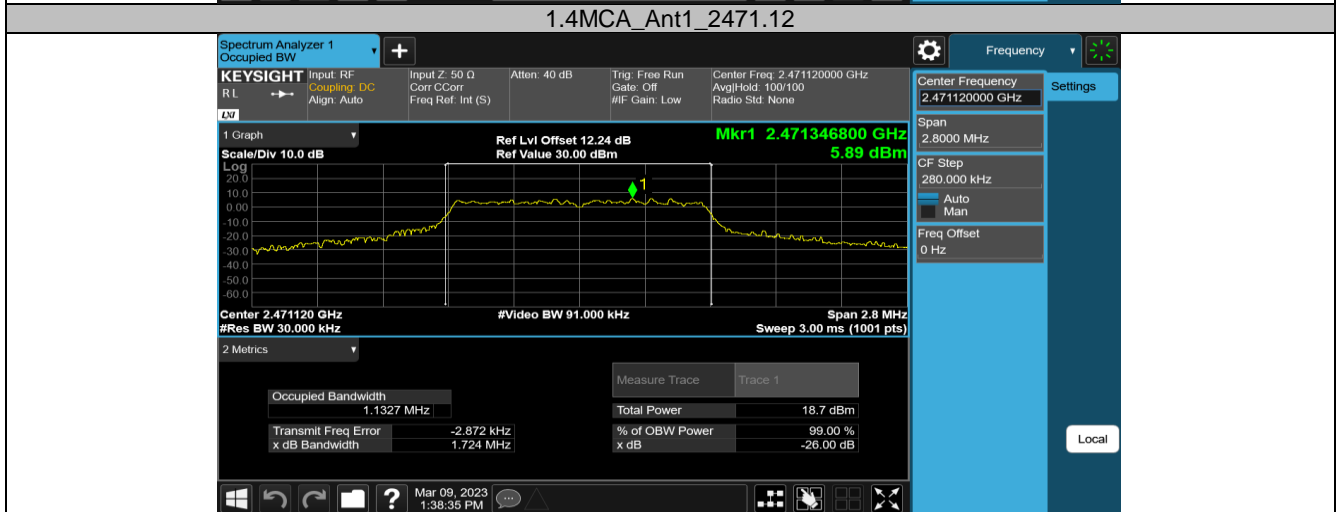 1.4MCA_Ant1_2471.12
Spectrum Analyzer 1
Occupied BW
Frequency
KEYSIGHT
R L
LXI
Input: RF
Coupling: DC
Align: Auto
Input Z: 50 Ω
Corr CCorr
Freq Ref: Int (S)
Atten: 40 dB
Trig: Free Run
Gate: Off
#IF Gain: Low
Center Freq: 2.471120000 GHz
Avg|Hold: 100/100
Radio Std: None
Center Frequency
2.471120000 GHz
Settings
Span
2.8000 MHz
CF Step
280.000 kHz
Auto
Man
Freq Offset
0 Hz
Local
1 Graph
Scale/Div 10.0 dB
Ref Lvl Offset 12.24 dB
Ref Value 30.00 dBm
Mkr1 2.471346800 GHz
5.89 dBm
Log
20.0
10.0
0.00
-10.0
-20.0
-30.0
-40.0
-50.0
-60.0
1
Center 2.471120 GHz
#Res BW 30.000 kHz
#Video BW 91.000 kHz
Span 2.8 MHz
Sweep 3.00 ms (1001 pts)
2 Metrics
Measure Trace Trace 1
Occupied Bandwidth
1.1327 MHz
Total Power 18.7 dBm
Transmit Freq Error -2.872 kHz
% of OBW Power 99.00 %
x dB Bandwidth 1.724 MHz
x dB -26.00 dB
?
Mar 09, 2023
1:38:35 PM